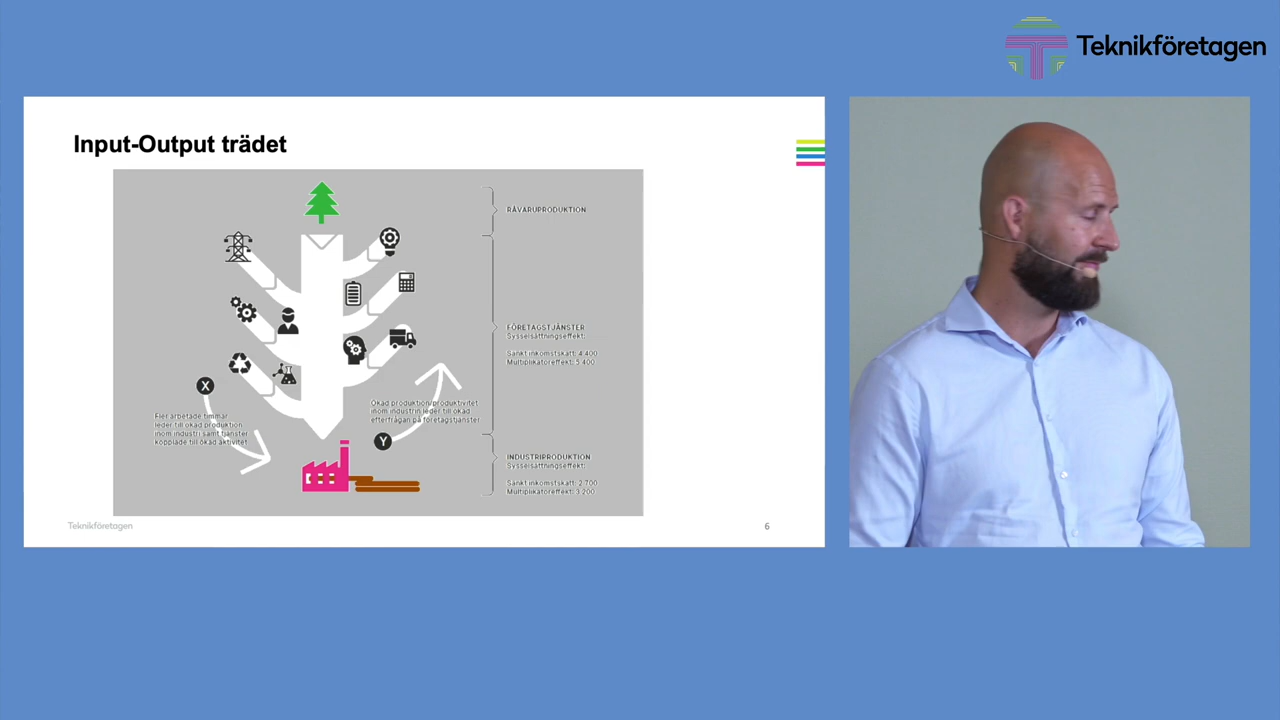 Teknikföretagen
Input-Output trädet
RÅVARUPRODUKTION
FÖRETAGSTJÄNSTER
Sysselsättningseffekt:
Sänkt inkomstskatt: 4 400
Multiplikatoreffekt: 5 400
X
Fler arbetade timmar
leder till ökad produktion
inom industri samt tjänster
kopplade till ökad aktivitet
Ökad produktion/produktivitet
inom industrin leder till ökad
efterfrågan på företagstjänster
Y
INDUSTRIPRODUKTION
Sysselsättningseffekt:
Sänkt inkomstskatt: 2 700
Multiplikatoreffekt: 3 200
Teknikföretagen
6